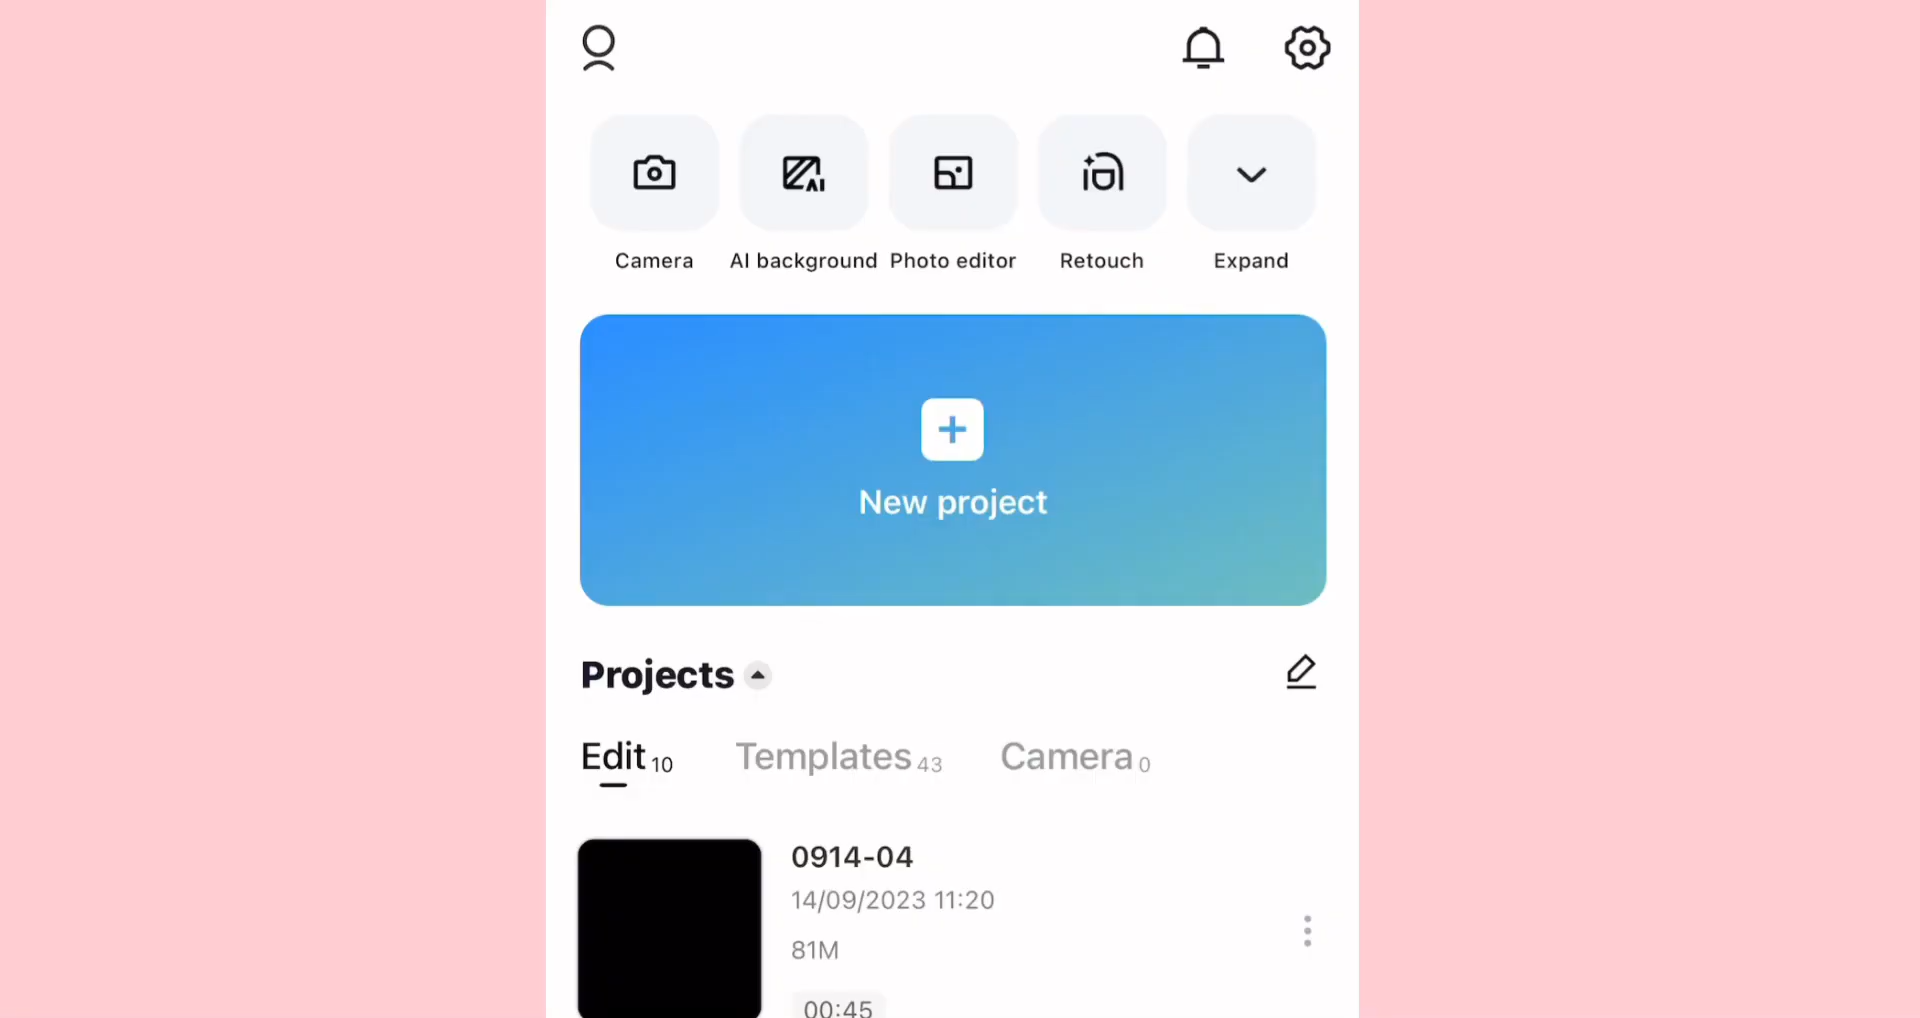 AI
Camera AI background Photo editor Retouch Expand
New project
Projects
Edit 10 Templates 43 Camera 0
0914-04
14/09/2023 11:20
81M
00:45